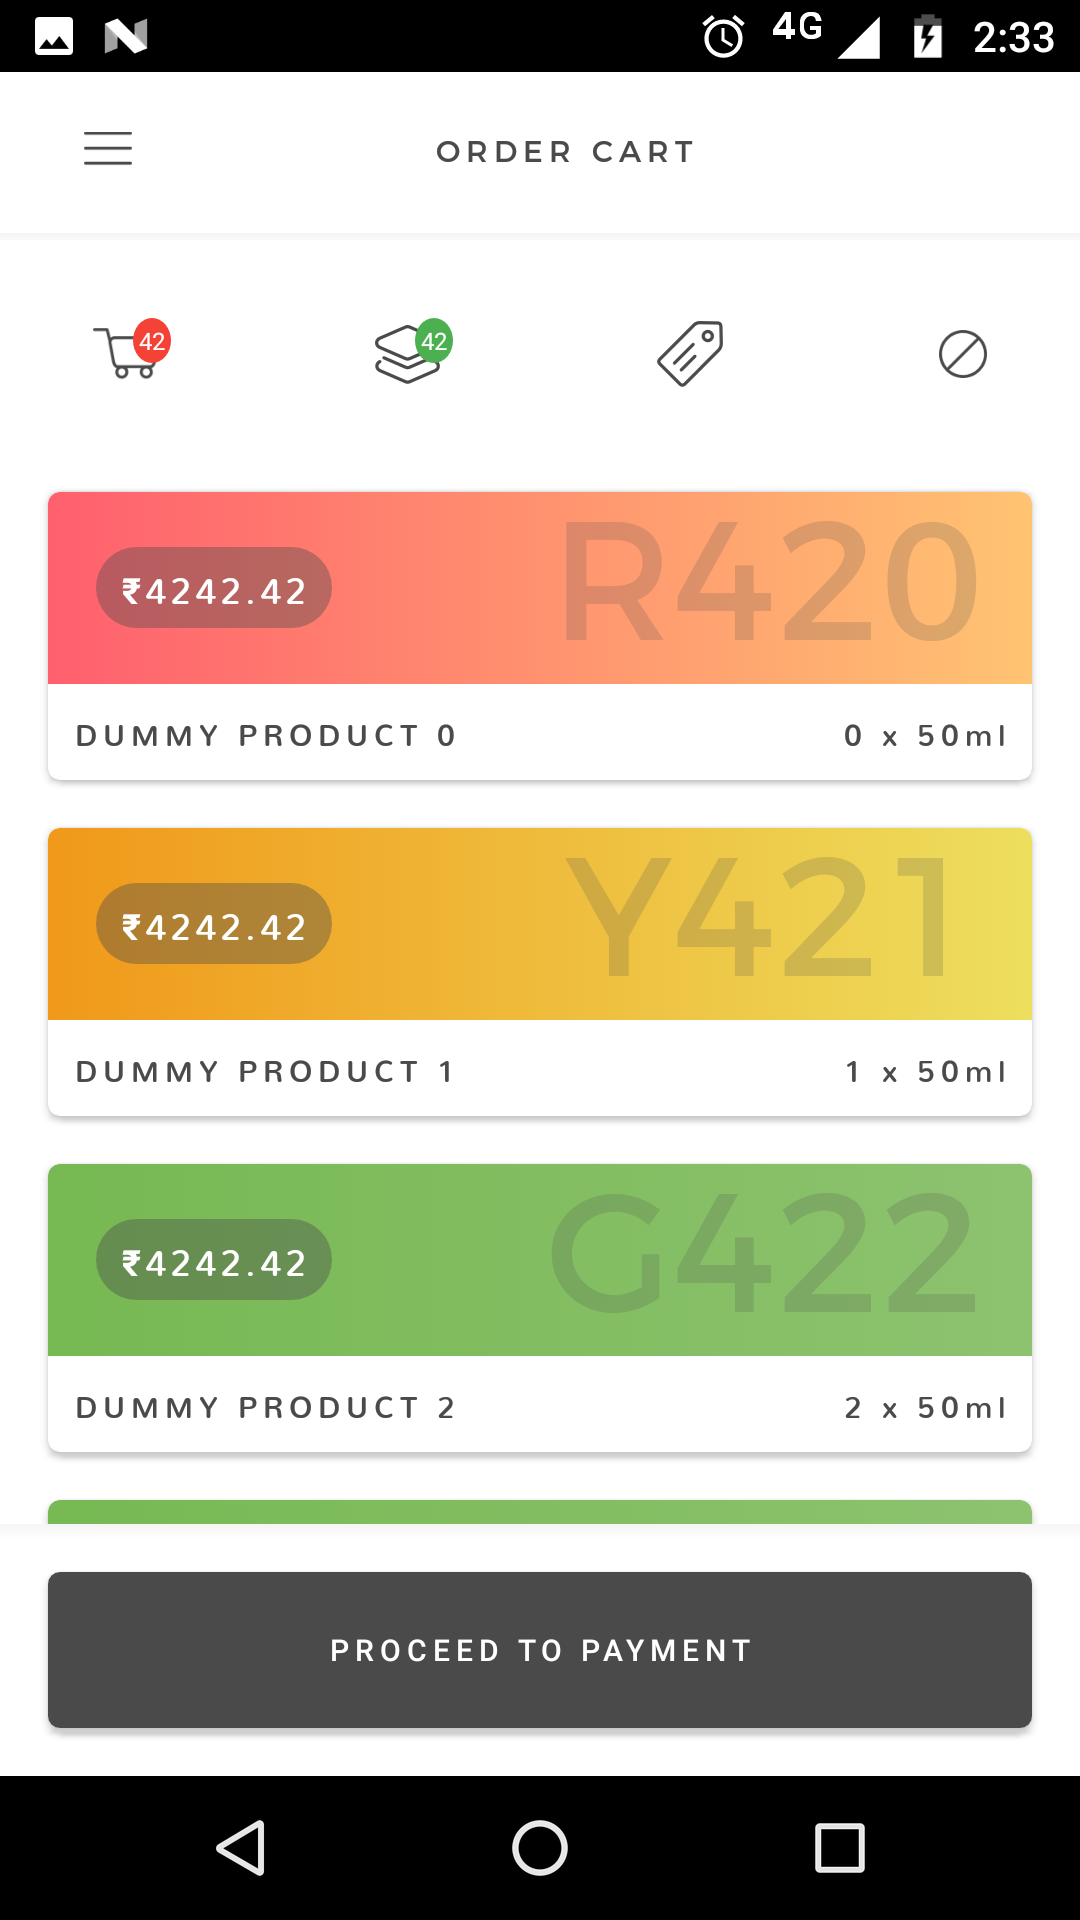 4G 2:33
ORDER CART
42 42
R420
₹4242.42
DUMMY PRODUCT 0 0 x 50ml
Y421
₹4242.42
DUMMY PRODUCT 1 1 x 50ml
G422
₹4242.42
DUMMY PRODUCT 2 2 x 50ml
PROCEED TO PAYMENT